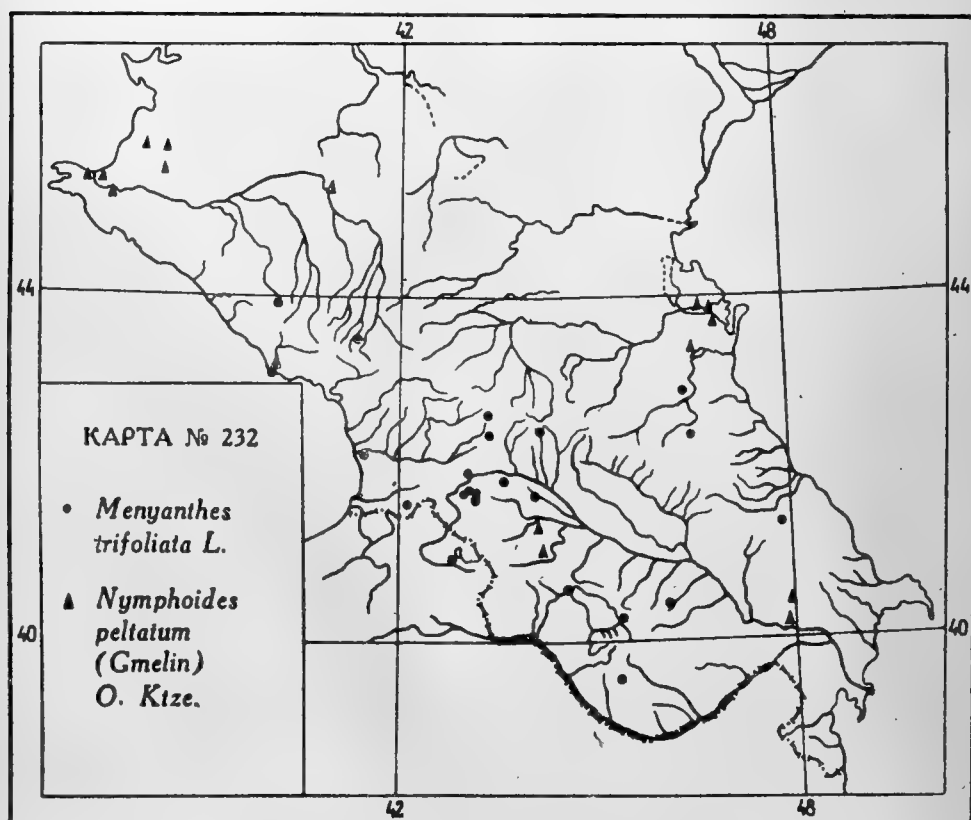 42 48
44 44
КАРТА № 232
Menyanthes
trifoliata L.
Nymphoides
peltatum
(Gmelin)
O. Ktze.
40 40
42 48